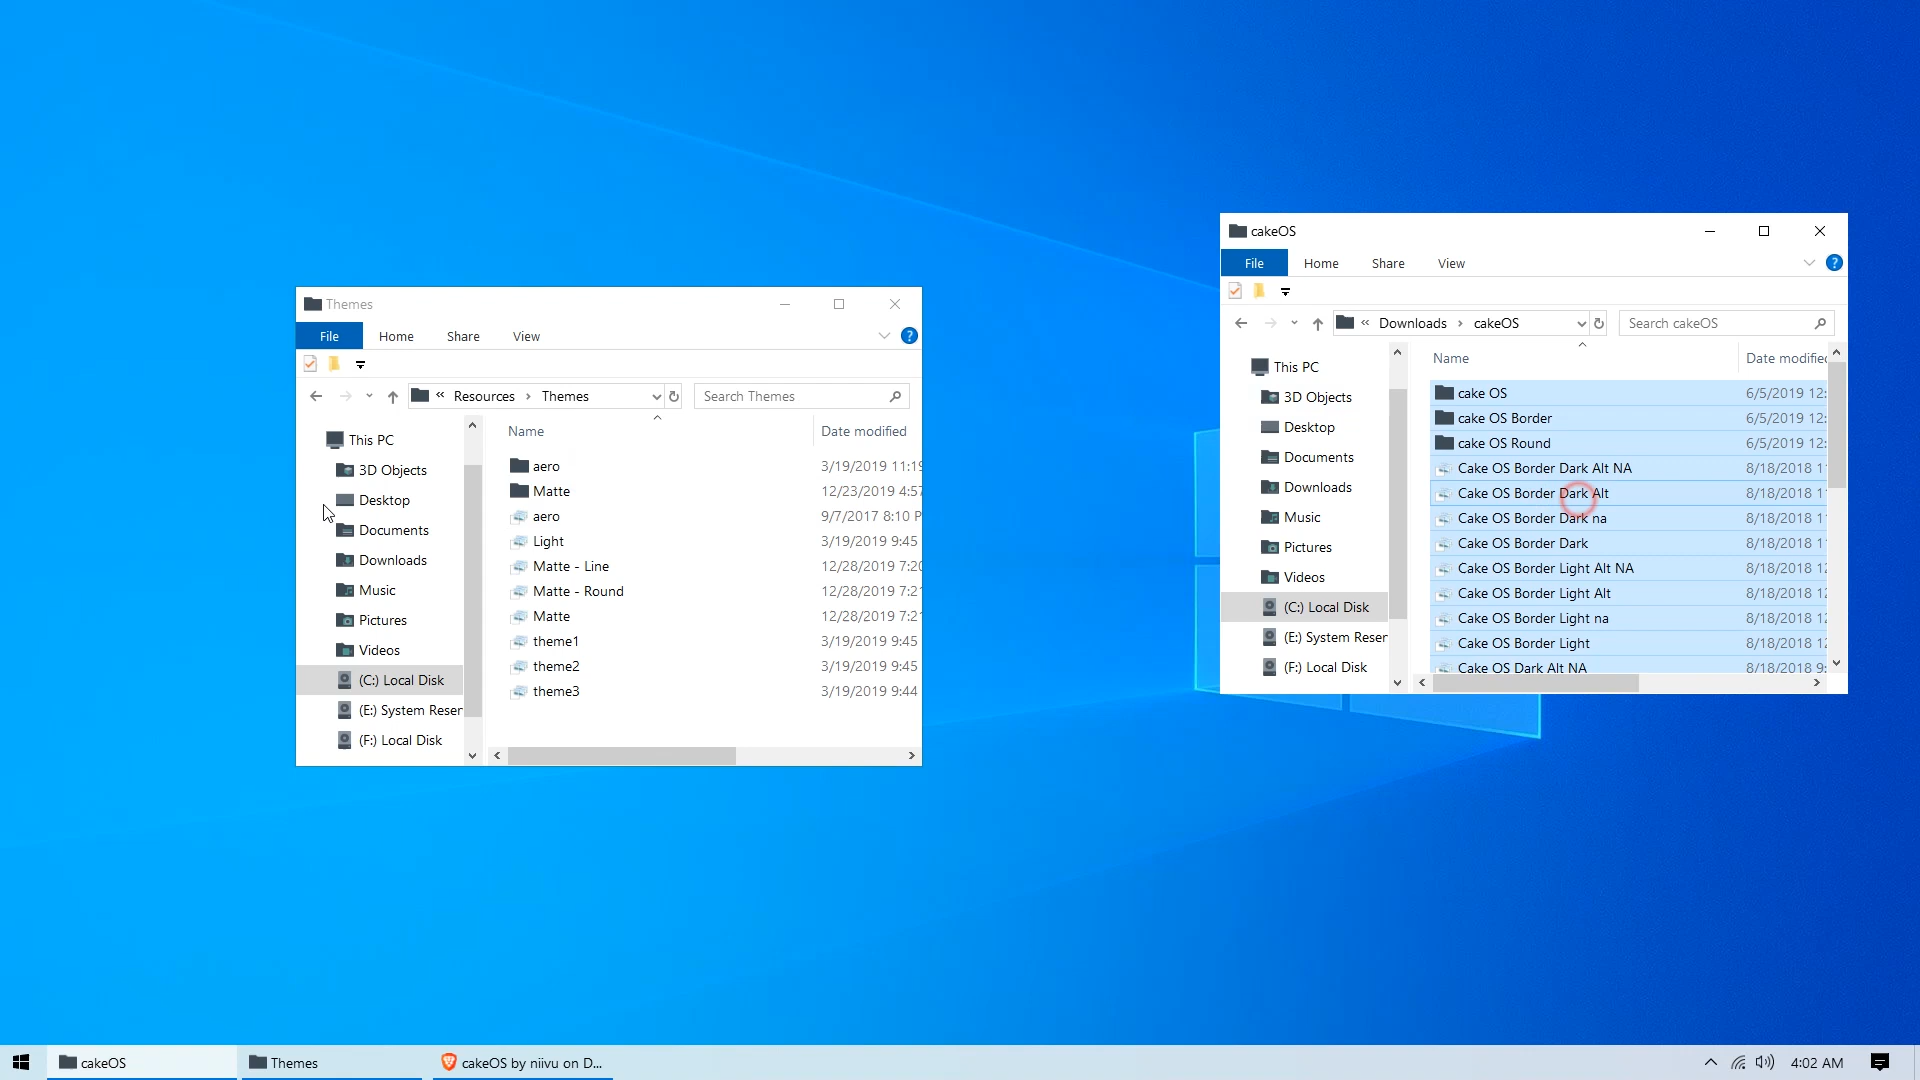 cakeOS
File Home Share View
« Downloads › cakeOS
Search cakeOS
This PC
3D Objects
Desktop
Documents
Downloads
Music
Pictures
Videos
(C:) Local Disk
(E:) System Reser
(F:) Local Disk
Name Date modified
cake OS 6/5/2019 12:
cake OS Border 6/5/2019 12:
cake OS Round 6/5/2019 12:
Cake OS Border Dark Alt NA 8/18/2018 1
Cake OS Border Dark Alt 8/18/2018 1
Cake OS Border Dark na 8/18/2018 1
Cake OS Border Dark 8/18/2018 1
Cake OS Border Light Alt NA 8/18/2018 12
Cake OS Border Light Alt 8/18/2018 12
Cake OS Border Light na 8/18/2018 12
Cake OS Border Light 8/18/2018 12
Cake OS Dark Alt NA 8/18/2018 9:
Themes
File Home Share View
« Resources › Themes
Search Themes
This PC
3D Objects
Desktop
Documents
Downloads
Music
Pictures
Videos
(C:) Local Disk
(E:) System Reser
(F:) Local Disk
Name Date modified
aero 3/19/2019 11:19
Matte 12/23/2019 4:57
aero 9/7/2017 8:10 P
Light 3/19/2019 9:45
Matte - Line 12/28/2019 7:20
Matte - Round 12/28/2019 7:21
Matte 12/28/2019 7:21
theme1 3/19/2019 9:45
theme2 3/19/2019 9:45
theme3 3/19/2019 9:44
cakeOS
Themes
cakeOS by niivu on D...
4:02 AM